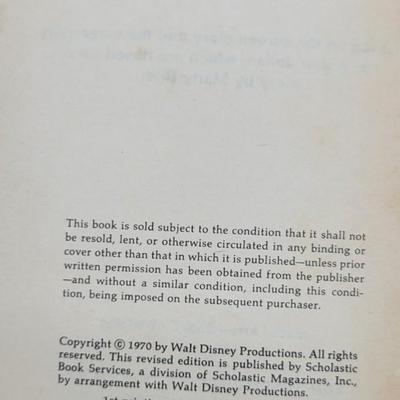 This book is sold subject to the condition that it shall not
be resold, lent, or otherwise circulated in any binding or
cover other than that in which it is published—unless prior
written permission has been obtained from the publisher
—and without a similar condition, including this condi-
tion, being imposed on the subsequent purchaser.
Copyright © 1970 by Walt Disney Productions. All rights
reserved. This revised edition is published by Scholastic
Book Services, a division of Scholastic Magazines, Inc.,
by arrangement with Walt Disney Productions.